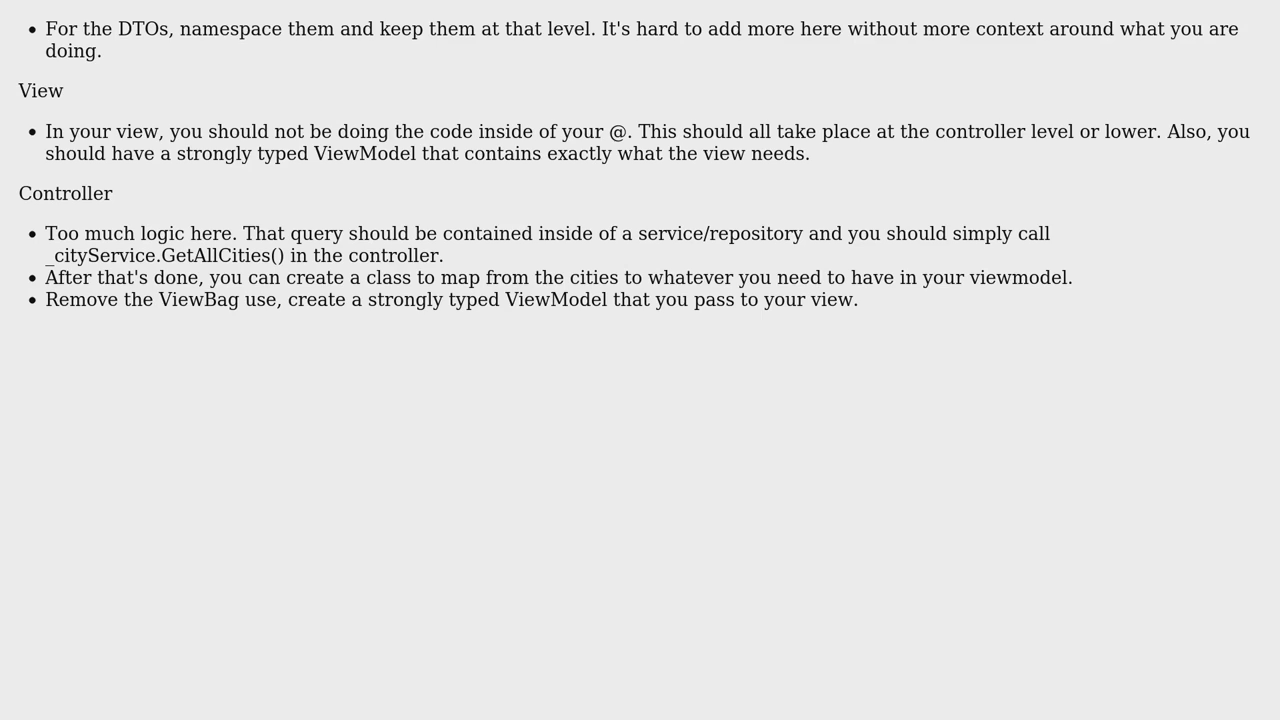 • For the DTOs, namespace them and keep them at that level. It's hard to add more here without more context around what you are
doing.
View
• In your view, you should not be doing the code inside of your @. This should all take place at the controller level or lower. Also, you
should have a strongly typed ViewModel that contains exactly what the view needs.
Controller
• Too much logic here. That query should be contained inside of a service/repository and you should simply call
_cityService.GetAllCities() in the controller.
• After that's done, you can create a class to map from the cities to whatever you need to have in your viewmodel.
• Remove the ViewBag use, create a strongly typed ViewModel that you pass to your view.